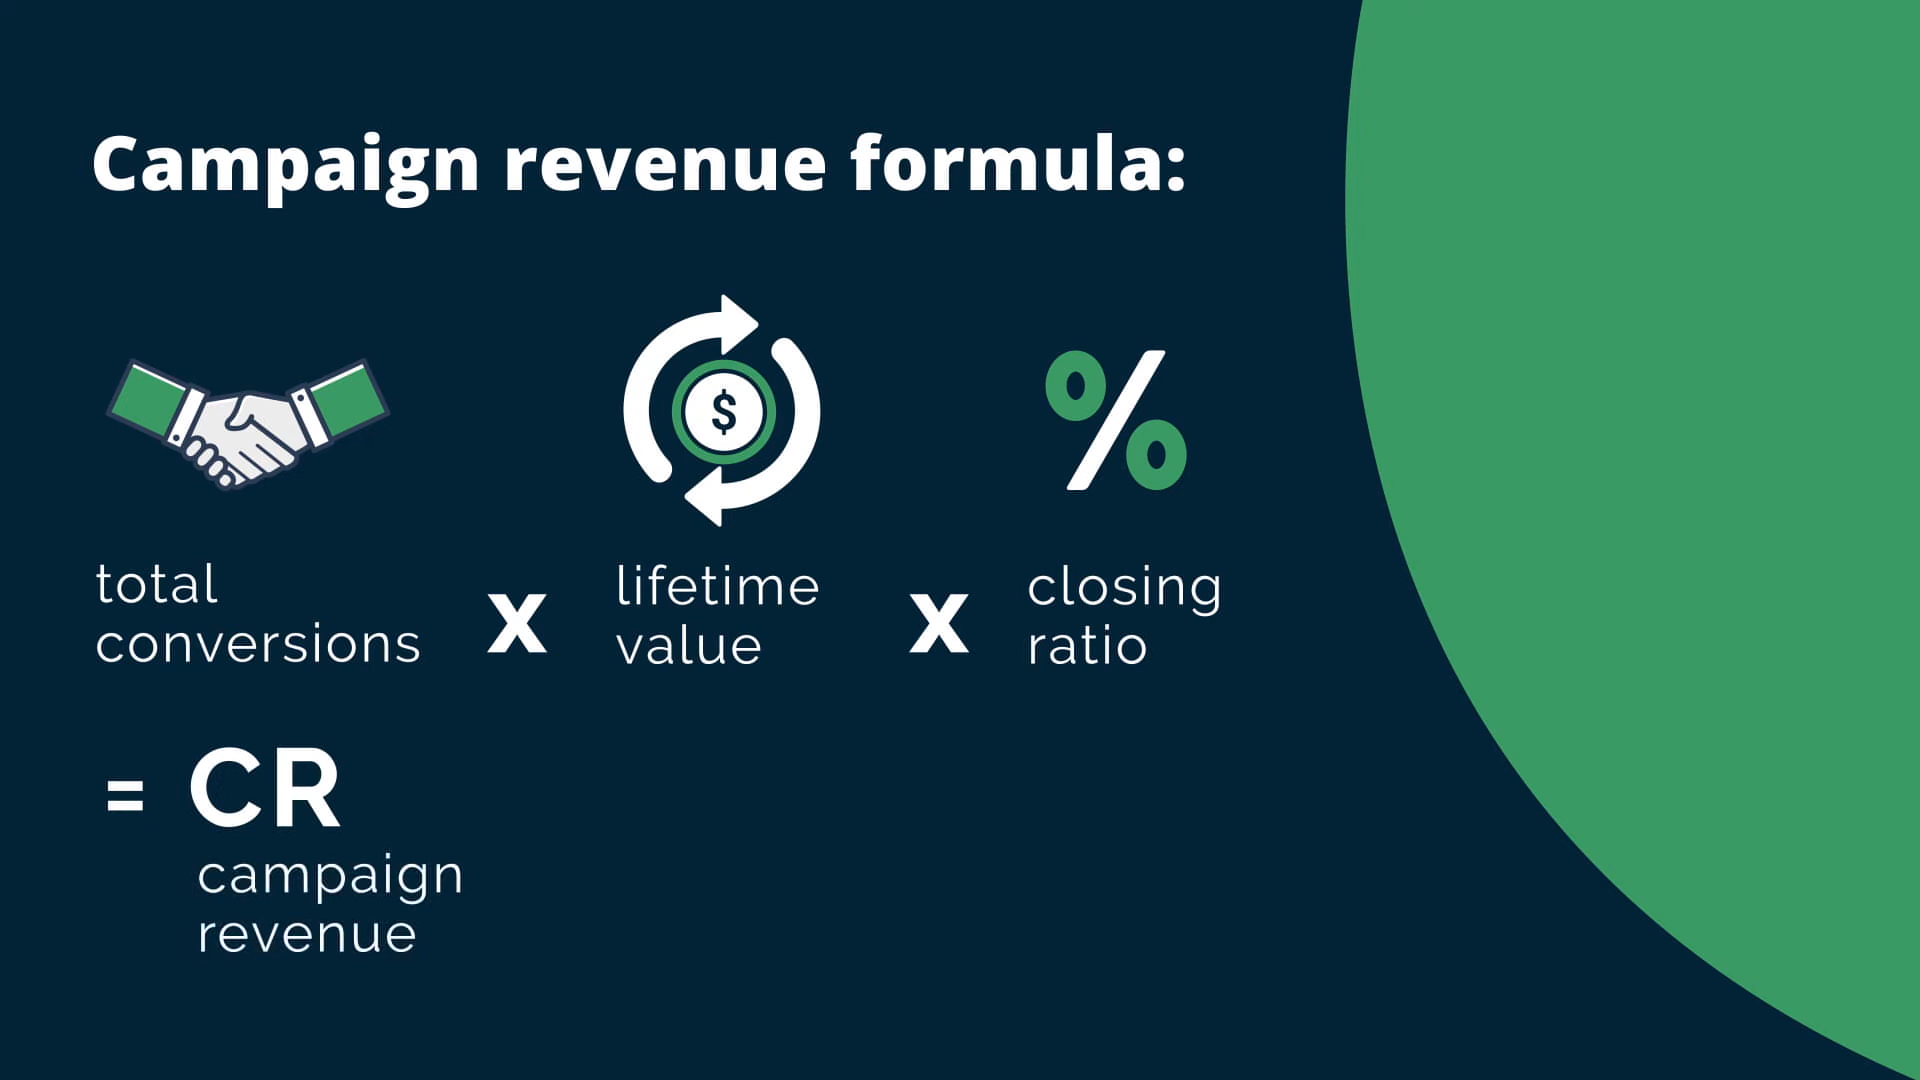 Campaign revenue formula:
$
%
total
conversions
x
lifetime
value
x
closing
ratio
= CR
campaign
revenue